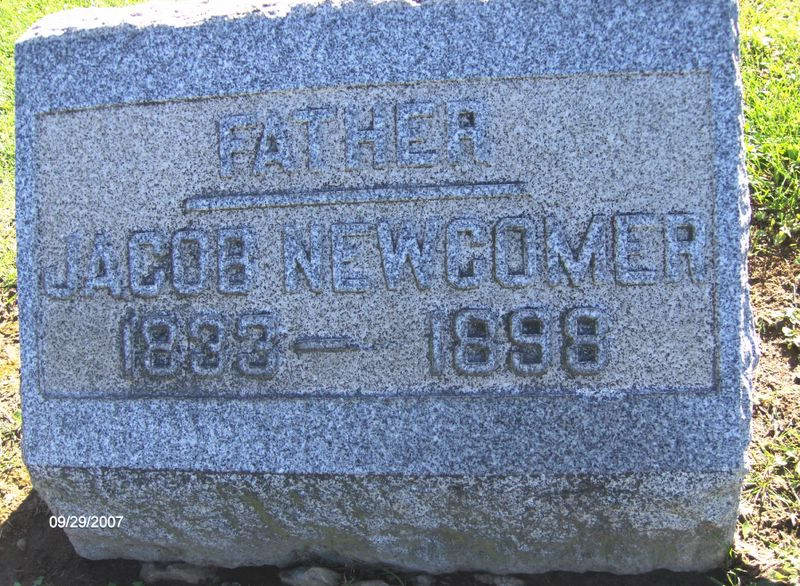 FATHER
JACOB NEWCOMER
1833 — 1898
09/29/2007